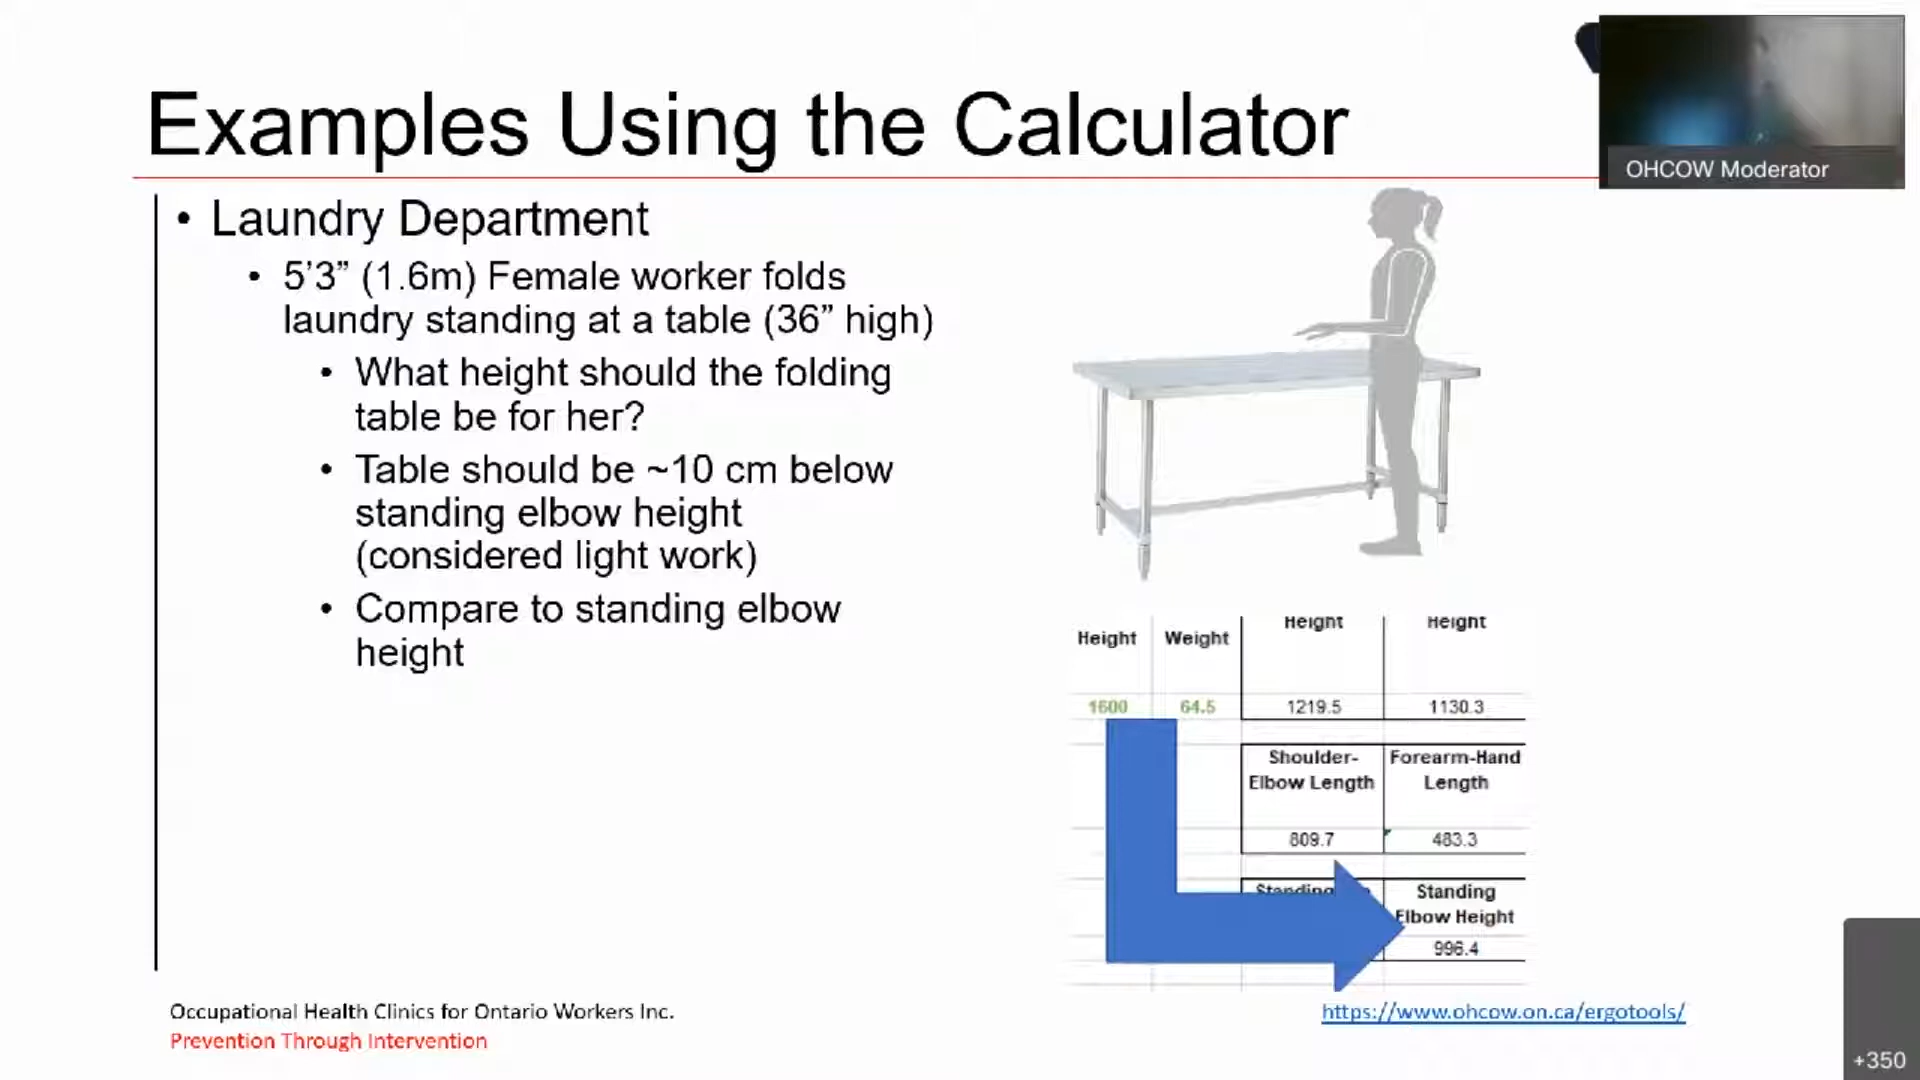 Examples Using the Calculator
OHCOW Moderator
• Laundry Department
• 5’3” (1.6m) Female worker folds
laundry standing at a table (36” high)
• What height should the folding
table be for her?
• Table should be ~10 cm below
standing elbow height
(considered light work)
• Compare to standing elbow
height
Height Weight Height Height
1600 64.5 1219.5 1130.3
Shoulder- Forearm-Hand
Elbow Length Length
809.7 483.3
Standing Standing
Elbow Height
996.4
Occupational Health Clinics for Ontario Workers Inc.
Prevention Through Intervention
https://www.ohcow.on.ca/ergotools/
+350